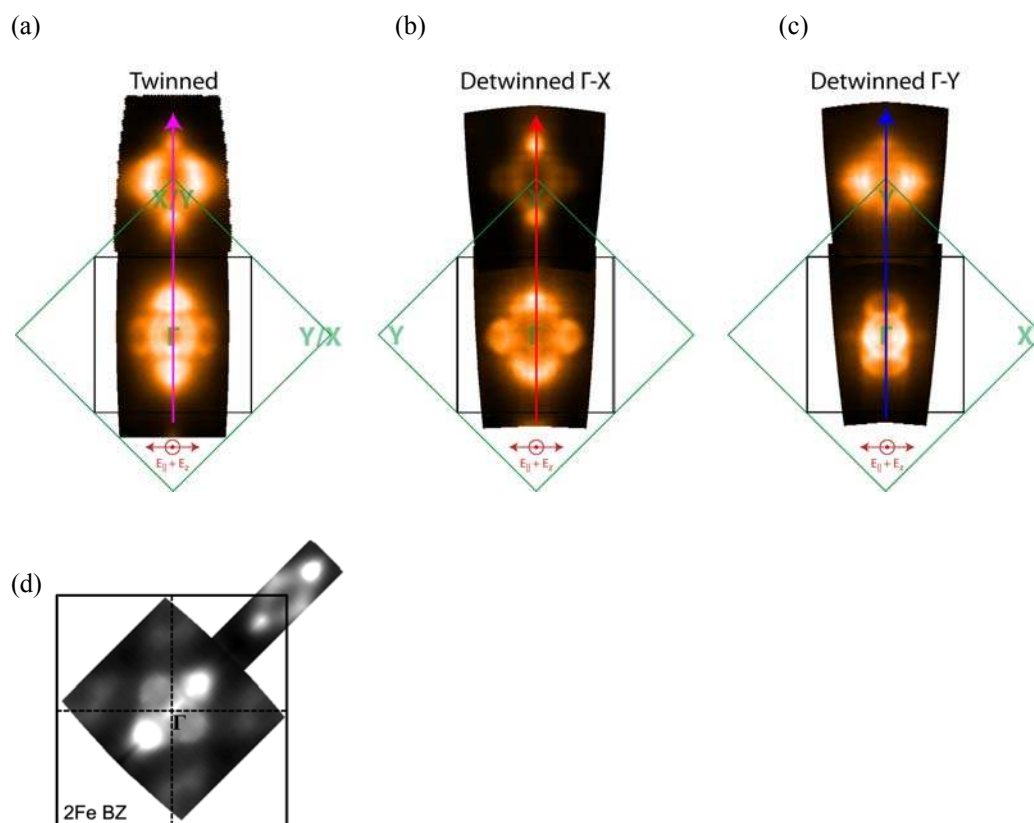 (a)
(b)
(c)
Twinned
Detwinned Γ-X
Detwinned Γ-Y
X/Y
Y
Y
Γ
Y/X
Y
Γ
Γ
X
E|| + Ez
E|| + Ez
E|| + Ez
(d)
Γ
2Fe BZ